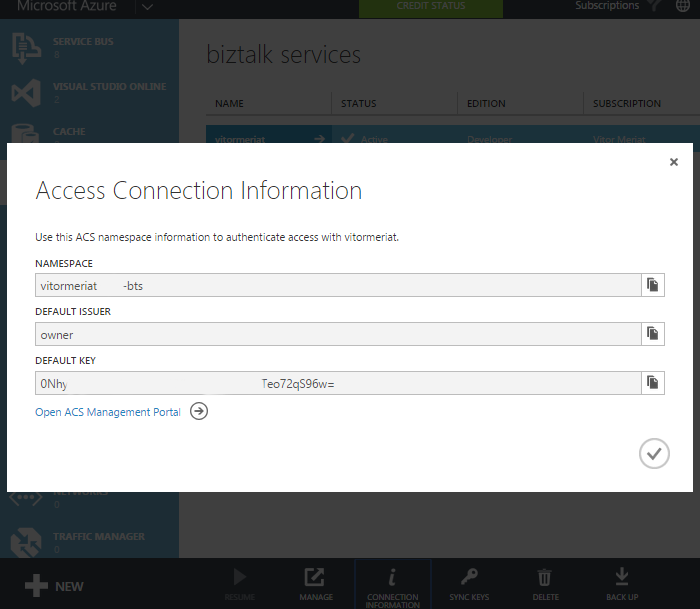 Microsoft Azure
CREDIT STATUS
Subscriptions
SERVICE BUS
8
VISUAL STUDIO ONLINE
2
CACHE
biztalk services
NAME STATUS EDITION SUBSCRIPTION
vitormeriat Active Developer Vitor Meriat
Access Connection Information
Use this ACS namespace information to authenticate access with vitormeriat.
NAMESPACE
vitormeriat -bts
DEFAULT ISSUER
owner
DEFAULT KEY
0Nhy Teo72qS96w=
Open ACS Management Portal
NETWORKS
0
TRAFFIC MANAGER
0
NEW
RESUME
MANAGE
CONNECTION
INFORMATION
SYNC KEYS
DELETE
BACK UP